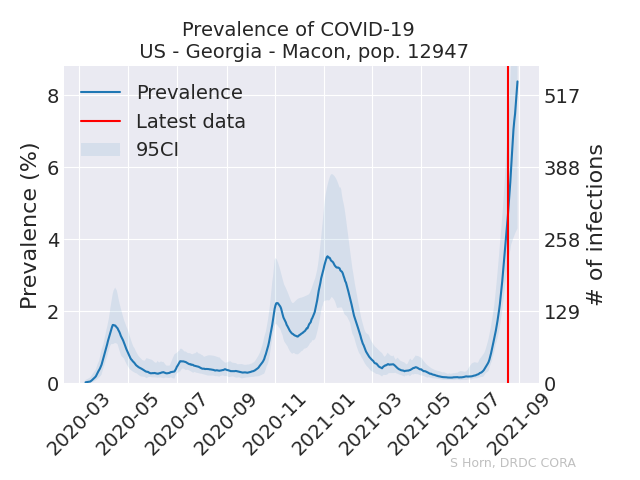 Prevalence of COVID-19
US - Georgia - Macon, pop. 12947
Prevalence
Latest data
95CI
Prevalence (%)
8
6
4
2
0
517
388
258
129
0
# of infections
2020-03
2020-05
2020-07
2020-09
2020-11
2021-01
2021-03
2021-05
2021-07
2021-09
S Horn, DRDC CORA